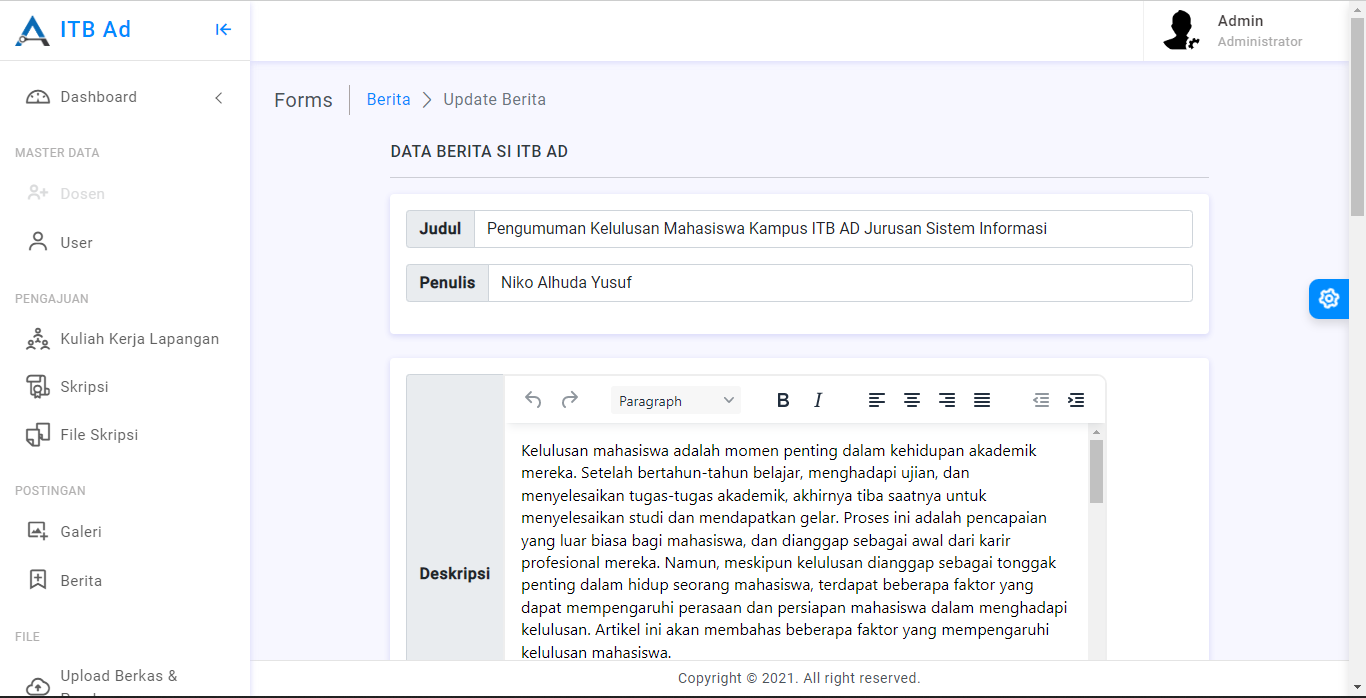 ITB Ad
Admin
Administrator
Dashboard
MASTER DATA
Dosen
User
PENGAJUAN
Kuliah Kerja Lapangan
Skripsi
File Skripsi
POSTINGAN
Galeri
Berita
FILE
Upload Berkas &
Forms
Berita
Update Berita
DATA BERITA SI ITB AD
Judul Pengumuman Kelulusan Mahasiswa Kampus ITB AD Jurusan Sistem Informasi
Penulis Niko Alhuda Yusuf
Deskripsi
Paragraph B I
Kelulusan mahasiswa adalah momen penting dalam kehidupan akademik
mereka. Setelah bertahun-tahun belajar, menghadapi ujian, dan
menyelesaikan tugas-tugas akademik, akhirnya tiba saatnya untuk
menyelesaikan studi dan mendapatkan gelar. Proses ini adalah pencapaian
yang luar biasa bagi mahasiswa, dan dianggap sebagai awal dari karir
profesional mereka. Namun, meskipun kelulusan dianggap sebagai tonggak
penting dalam hidup seorang mahasiswa, terdapat beberapa faktor yang
dapat mempengaruhi perasaan dan persiapan mahasiswa dalam menghadapi
kelulusan. Artikel ini akan membahas beberapa faktor yang mempengaruhi
kelulusan mahasiswa.
Copyright © 2021. All right reserved.